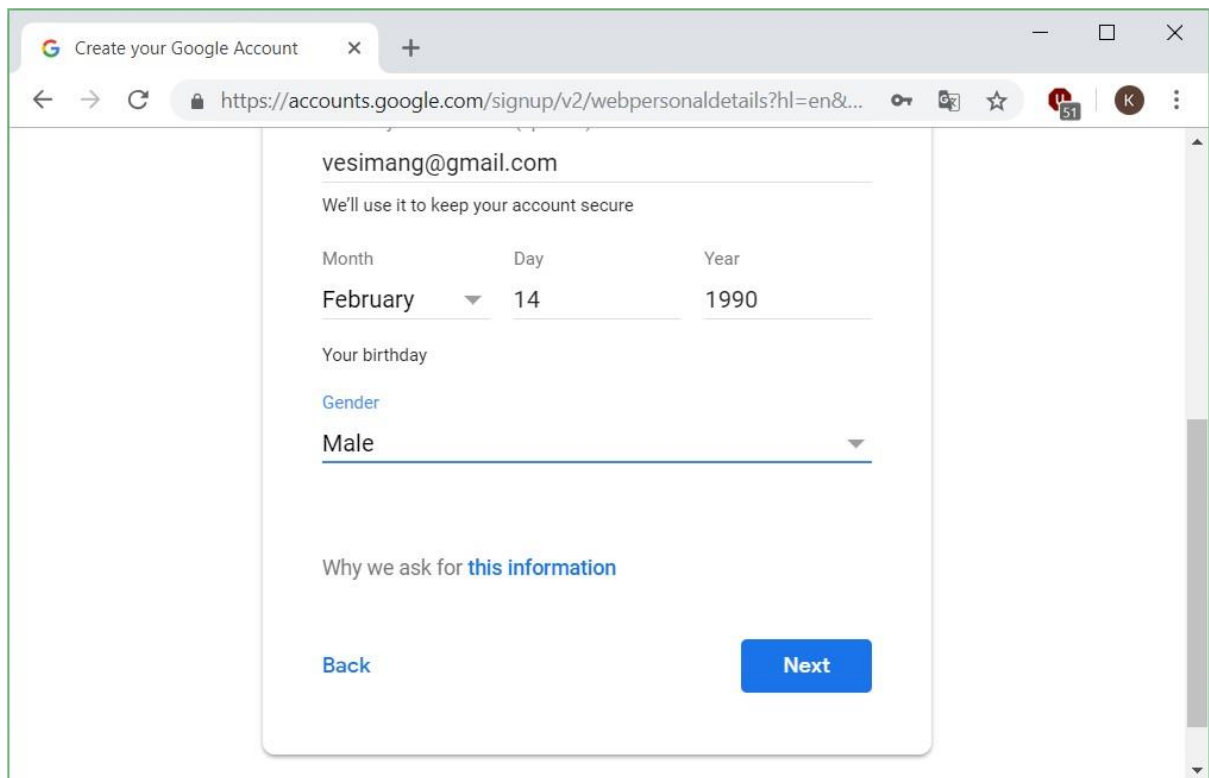 Create your Google Account
https://accounts.google.com/signup/v2/webpersonaldetails?hl=en&...
51
K
vesimang@gmail.com
We'll use it to keep your account secure
Month Day Year
February 14 1990
Your birthday
Gender
Male
Why we ask for this information
Back Next